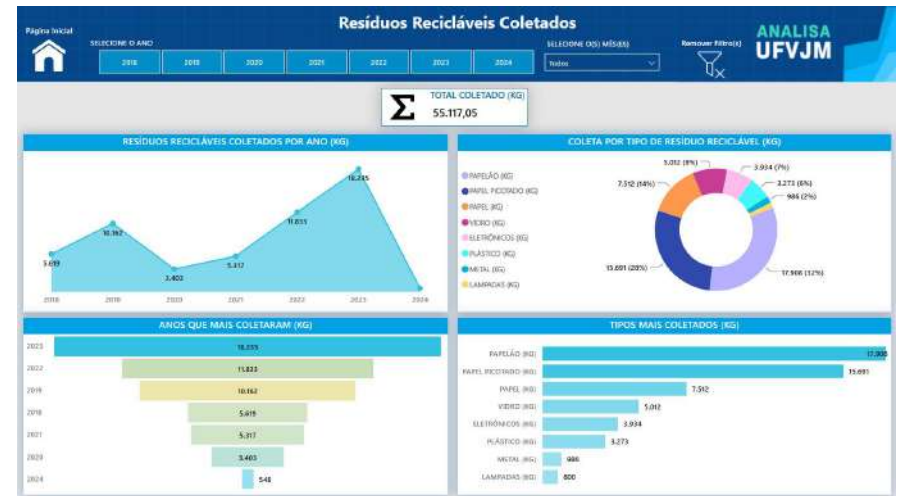 Resíduos Recicláveis Coletados
Página Inicial
SELECIONE O ANO
2018 2019 2020 2021 2022 2023 2024
SELECIONE O(S) MÊS(ES)
Todos
Remover Filtro(s)
ANALISA
UFVJM
Σ
TOTAL COLETADO (KG)
55.117,05
RESÍDUOS RECICLÁVEIS COLETADOS POR ANO (KG)
10.162
3.403
5.317
11.833
18.235
2018 2019 2020 2021 2022 2023 2024
COLETA POR TIPO DE RESÍDUO RECICLÁVEL (KG)
PAPELÃO (KG)
PAPEL PICOTADO (KG)
PAPEL (KG)
VIDRO (KG)
ELETRÔNICOS (KG)
PLÁSTICO (KG)
METAL (KG)
LAMPADAS (KG)
5.012 (9%)
3.934 (7%)
7.512 (14%)
3.273 (6%)
986 (2%)
15.691 (28%)
17.908 (32%)
ANOS QUE MAIS COLETARAM (KG)
2023 18.235
2022 11.833
2019 10.162
2018 5.619
2021 5.317
2020 3.403
2024 548
TIPOS MAIS COLETADOS (KG)
PAPELÃO (KG) 17.908
PAPEL PICOTADO (KG) 15.691
PAPEL (KG) 7.512
VIDRO (KG) 5.012
ELETRÔNICOS (KG) 3.934
PLÁSTICO (KG) 3.273
METAL (KG) 986
LAMPADAS (KG) 800